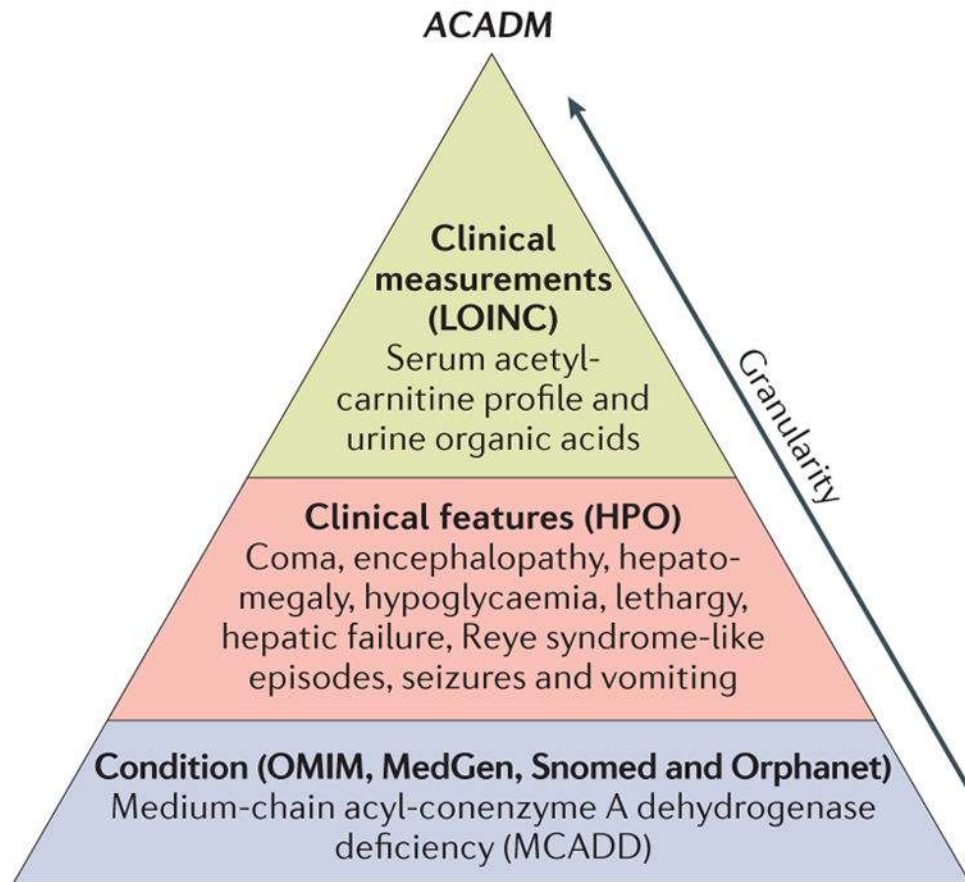 ACADM
Clinical
measurements
(LOINC)
Serum acetyl-
carnitine profile and
urine organic acids
Granularity
Clinical features (HPO)
Coma, encephalopathy, hepato-
megaly, hypoglycaemia, lethargy,
hepatic failure, Reye syndrome-like
episodes, seizures and vomiting
Condition (OMIM, MedGen, Snomed and Orphanet)
Medium-chain acyl-conenzyme A dehydrogenase
deficiency (MCADD)